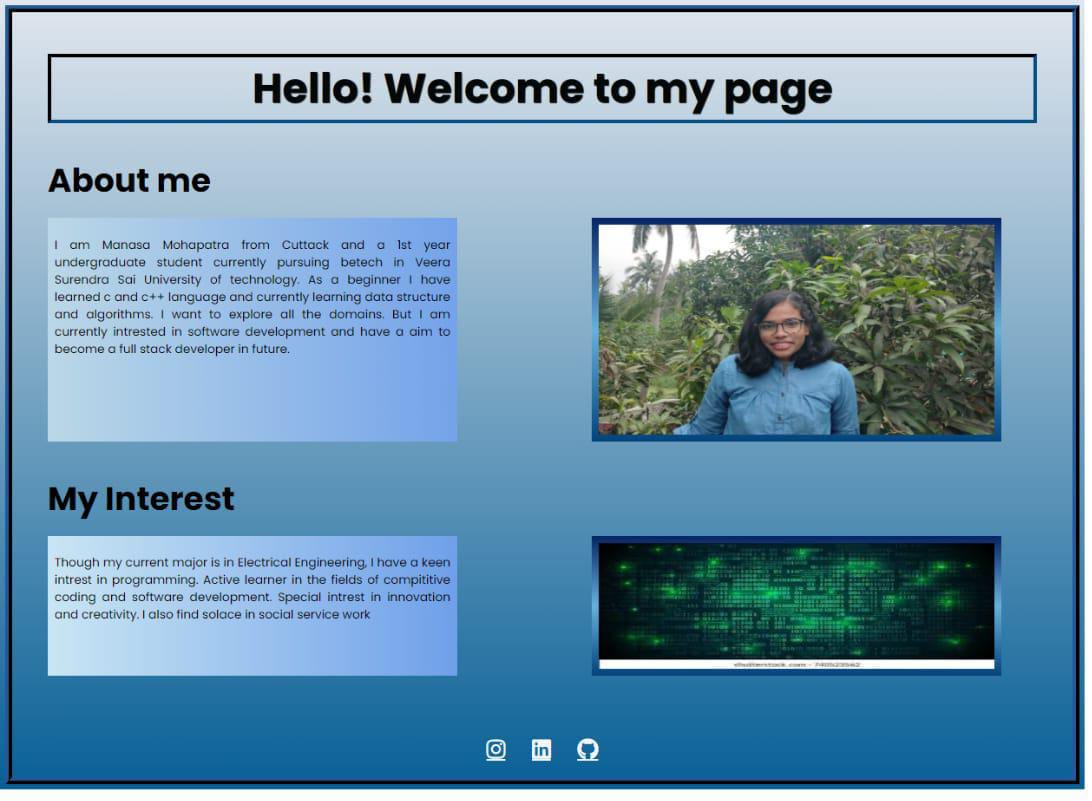 Hello! Welcome to my page
About me
I am Manasa Mohapatra from Cuttack and a 1st year
undergraduate student currently pursuing betech in Veera
Surendra Sai University of technology. As a beginner I have
learned c and c++ language and currently learning data structure
and algorithms. I want to explore all the domains. But I am
currently intrested in software development and have a aim to
become a full stack developer in future.
My Interest
Though my current major is in Electrical Engineering, I have a keen
intrest in programming. Active learner in the fields of compititive
coding and software development. Special intrest in innovation
and creativity. I also find solace in social service work
in